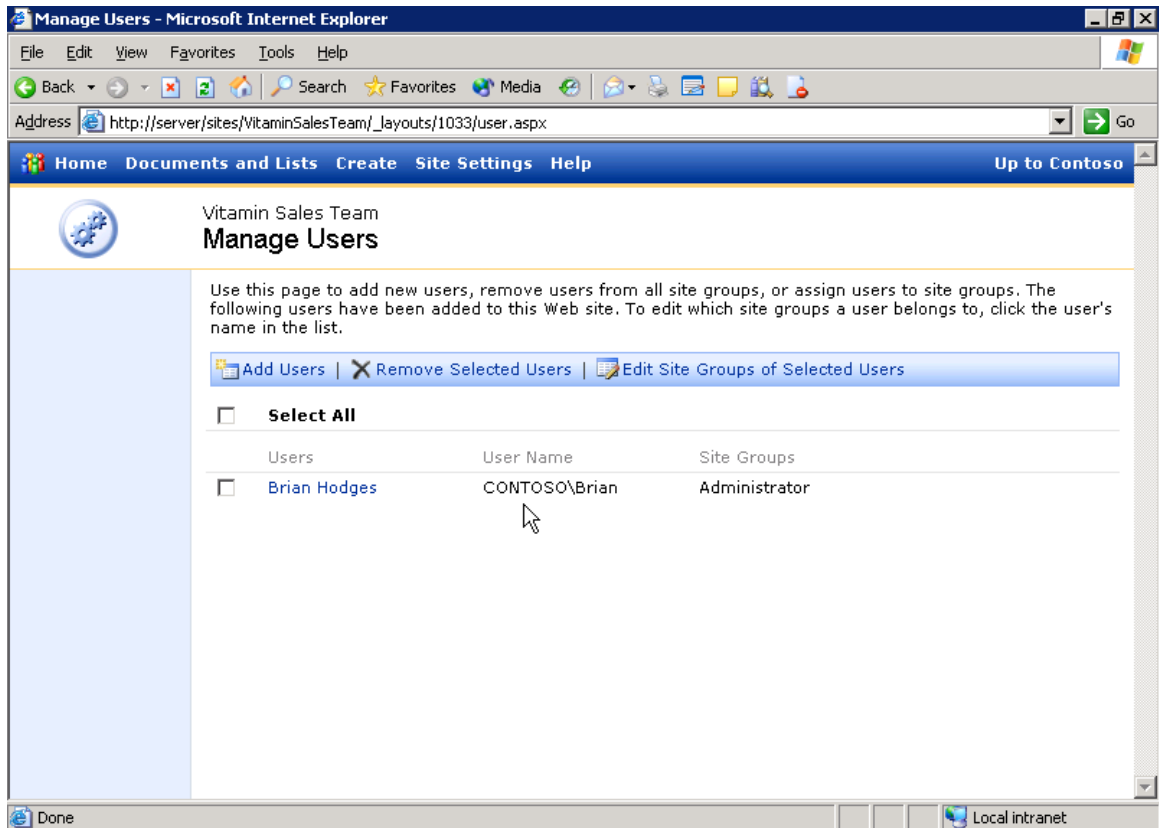 Manage Users - Microsoft Internet Explorer
File Edit View Favorites Tools Help
Back Search Favorites Media
Address http://server/sites/VitaminSalesTeam/_layouts/1033/user.aspx Go
Home Documents and Lists Create Site Settings Help Up to Contoso
Vitamin Sales Team
Manage Users
Use this page to add new users, remove users from all site groups, or assign users to site groups. The
following users have been added to this Web site. To edit which site groups a user belongs to, click the user's
name in the list.
Add Users | Remove Selected Users | Edit Site Groups of Selected Users
Select All
Users User Name Site Groups
Brian Hodges CONTOSO\Brian Administrator
Done Local intranet